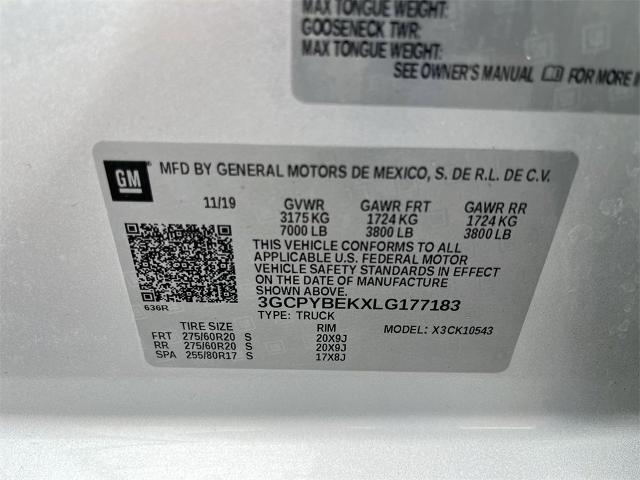 MAX TONGUE WEIGHT:
GOOSENECK TWR:
MAX TONGUE WEIGHT:
SEE OWNER'S MANUAL FOR MORE
GM
MFD BY GENERAL MOTORS DE MEXICO, S. DE R.L. DE C.V.
11/19 GVWR GAWR FRT GAWR RR
3175 KG 1724 KG 1724 KG
7000 LB 3800 LB 3800 LB
THIS VEHICLE CONFORMS TO ALL
APPLICABLE U.S. FEDERAL MOTOR
VEHICLE SAFETY STANDARDS IN EFFECT
ON THE DATE OF MANUFACTURE
SHOWN ABOVE.
3GCPYBEKXLG177183
636R
TYPE: TRUCK
MODEL: X3CK10543
TIRE SIZE RIM
FRT 275/60R20 S 20X9J
RR 275/60R20 S 20X9J
SPA 255/80R17 S 17X8J